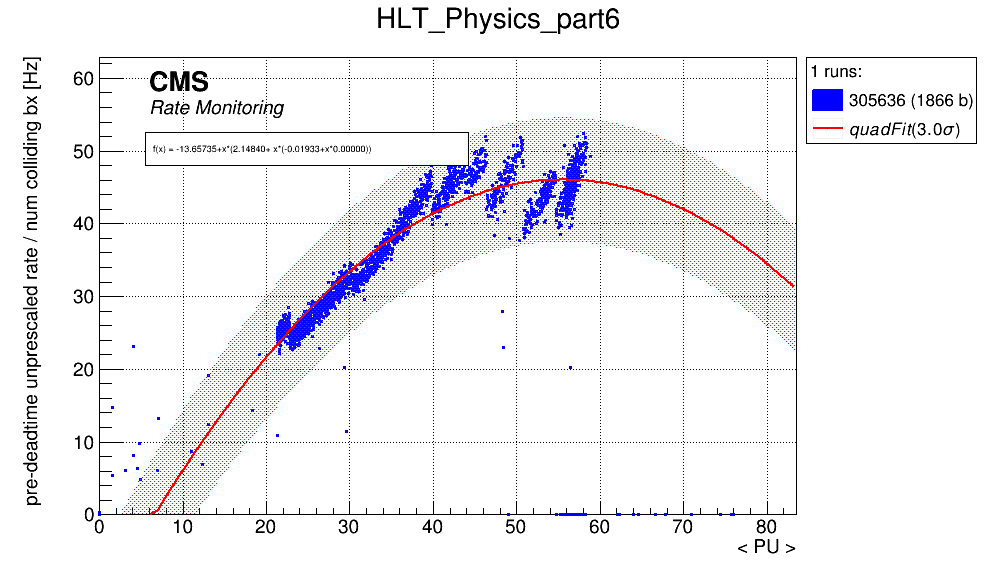 HLT_Physics_part6
pre-deadtime unprescaled rate / num colliding bx [Hz]
CMS
Rate Monitoring
f(x) = -13.65735+x*(2.14840+ x*(-0.01933+x*0.00000))
1 runs:
305636 (1866 b)
quadFit(3.0σ)
60
50
40
30
20
10
0
0 10 20 30 40 50 60 70 80
< PU >